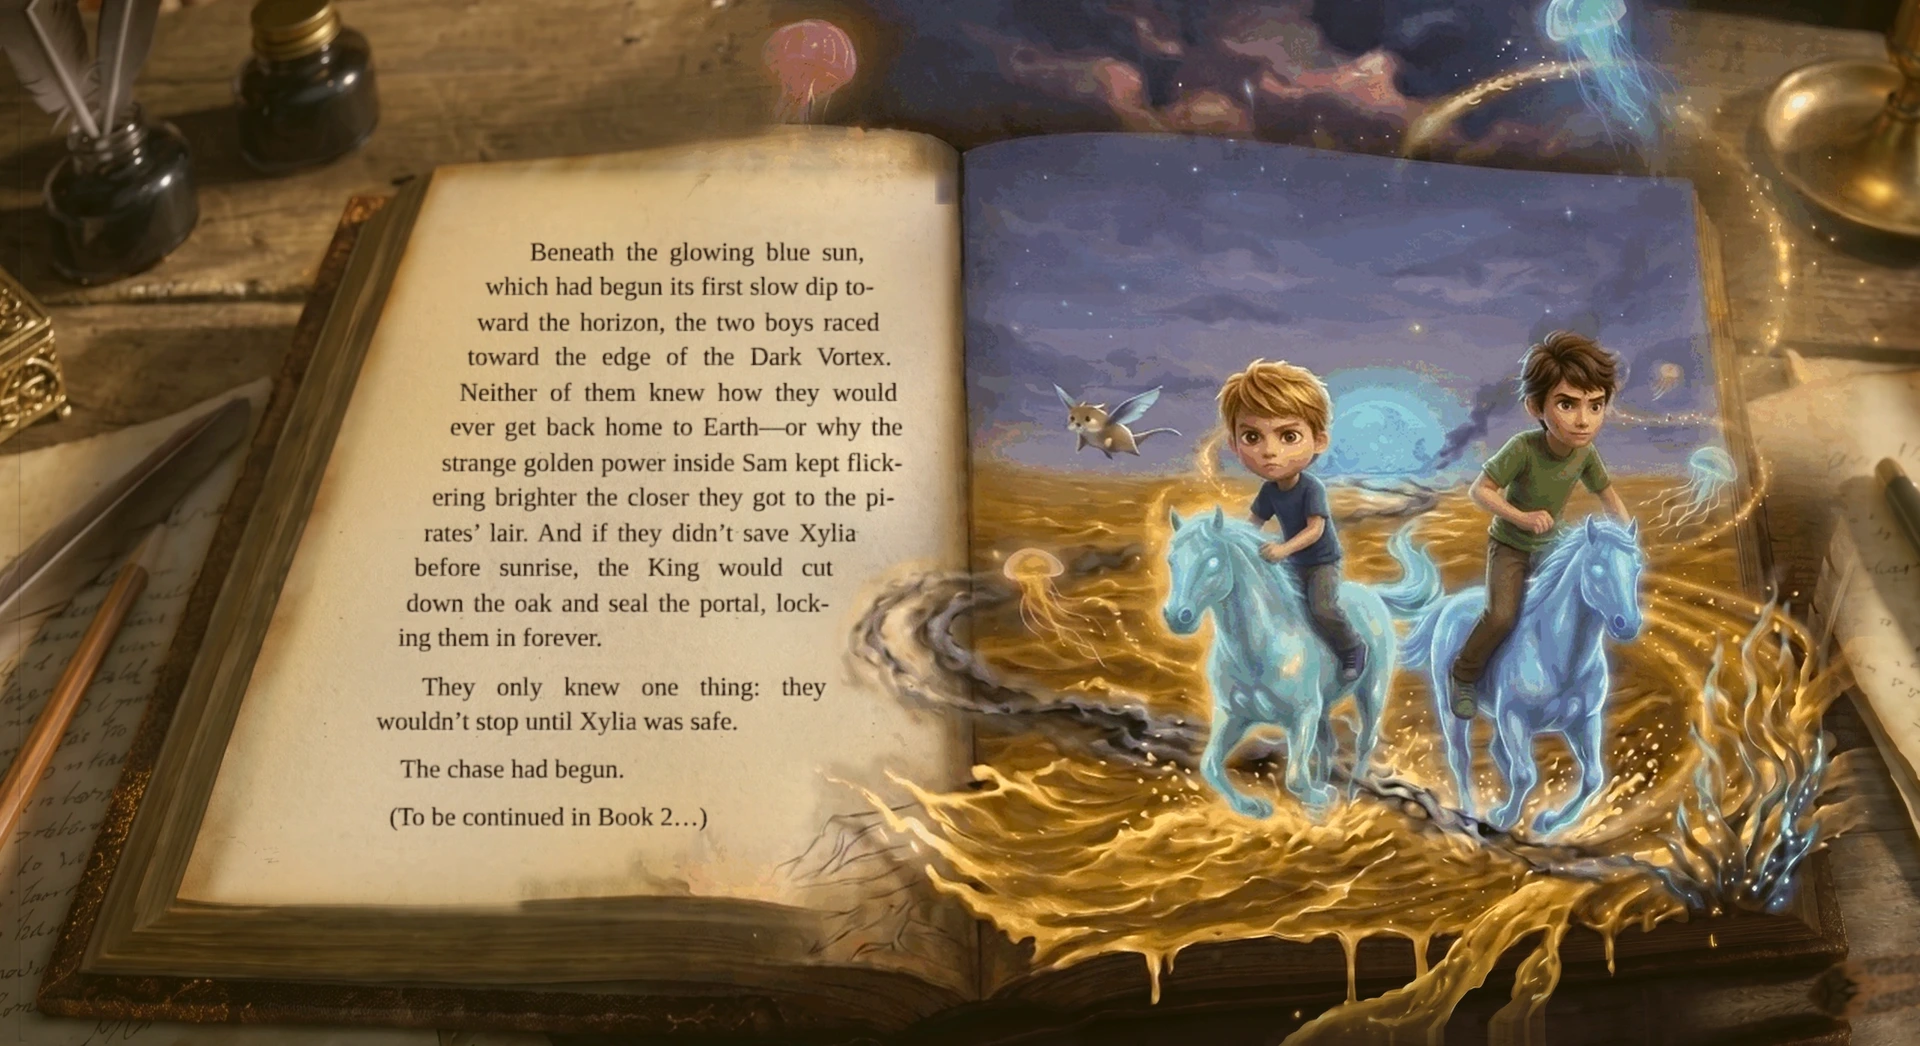 Beneath the glowing blue sun,
which had begun its first slow dip to-
ward the horizon, the two boys raced
toward the edge of the Dark Vortex.
Neither of them knew how they would
ever get back home to Earth—or why the
strange golden power inside Sam kept flick-
ering brighter the closer they got to the pi-
rates’ lair. And if they didn’t save Xylia
before sunrise, the King would cut
down the oak and seal the portal, lock-
ing them in forever.
They only knew one thing: they
wouldn’t stop until Xylia was safe.
The chase had begun.
(To be continued in Book 2…)